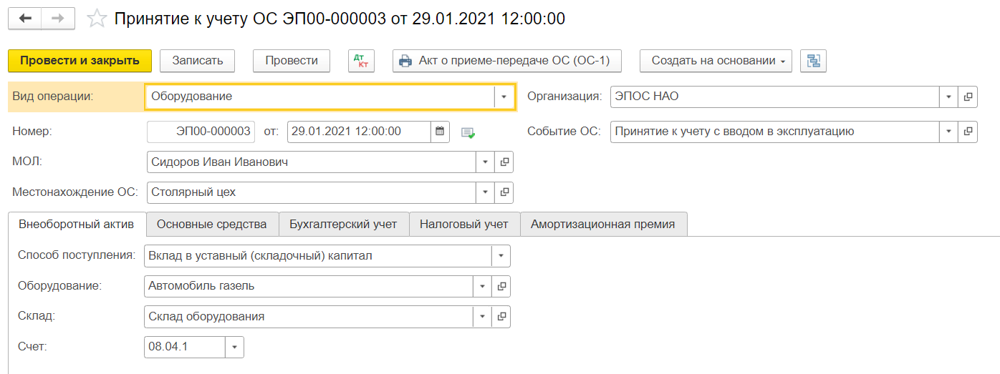 Принятие к учету ОС ЭП00-000003 от 29.01.2021 12:00:00
Провести и закрыть Записать Провести Дт Кт Акт о приеме-передаче ОС (ОС-1) Создать на основании
Вид операции: Оборудование Организация: ЭПОС НАО
Номер: ЭП00-000003 от: 29.01.2021 12:00:00 Событие ОС: Принятие к учету с вводом в эксплуатацию
МОЛ: Сидоров Иван Иванович
Местонахождение ОС: Столярный цех
Внеоборотный актив Основные средства Бухгалтерский учет Налоговый учет Амортизационная премия
Способ поступления: Вклад в уставный (складочный) капитал
Оборудование: Автомобиль газель
Склад: Склад оборудования
Счет: 08.04.1